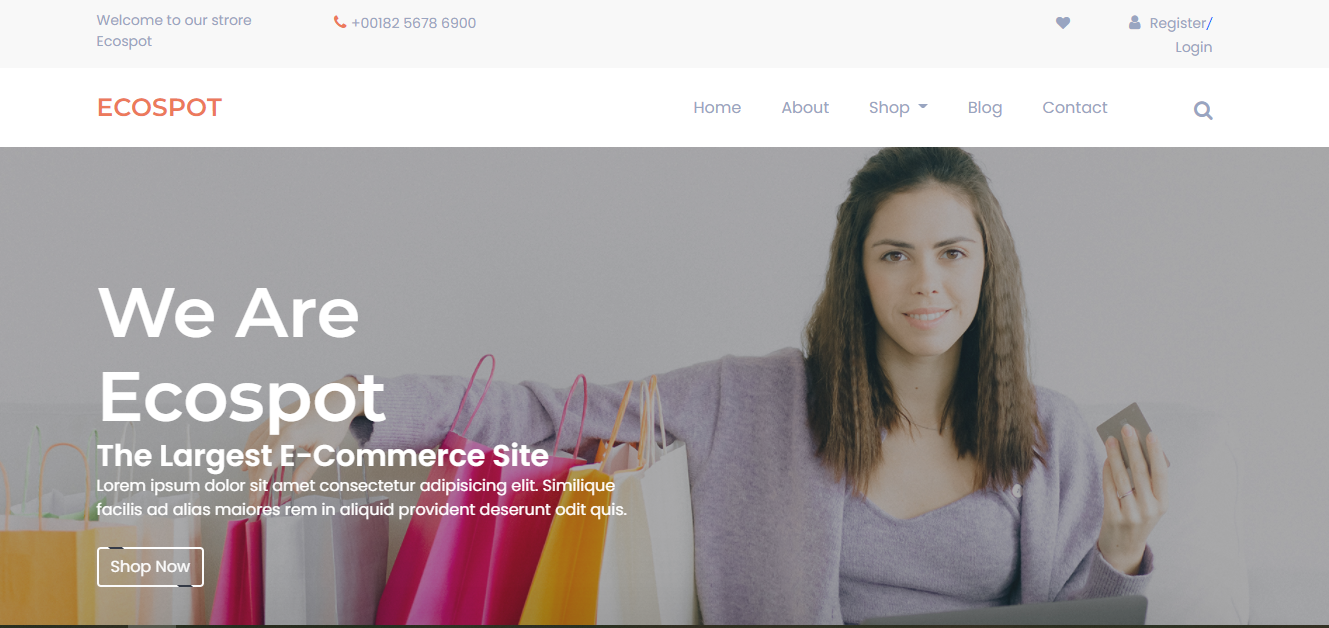 Welcome to our strore
Ecospot
+00182 5678 6900
Register/
Login
ECOSPOT
Home
About
Shop
Blog
Contact
We Are
Ecospot
The Largest E-Commerce Site
Lorem ipsum dolor sit amet consectetur adipisicing elit. Similique
facilis ad alias maiores rem in aliquid provident deserunt odit quis.
Shop Now